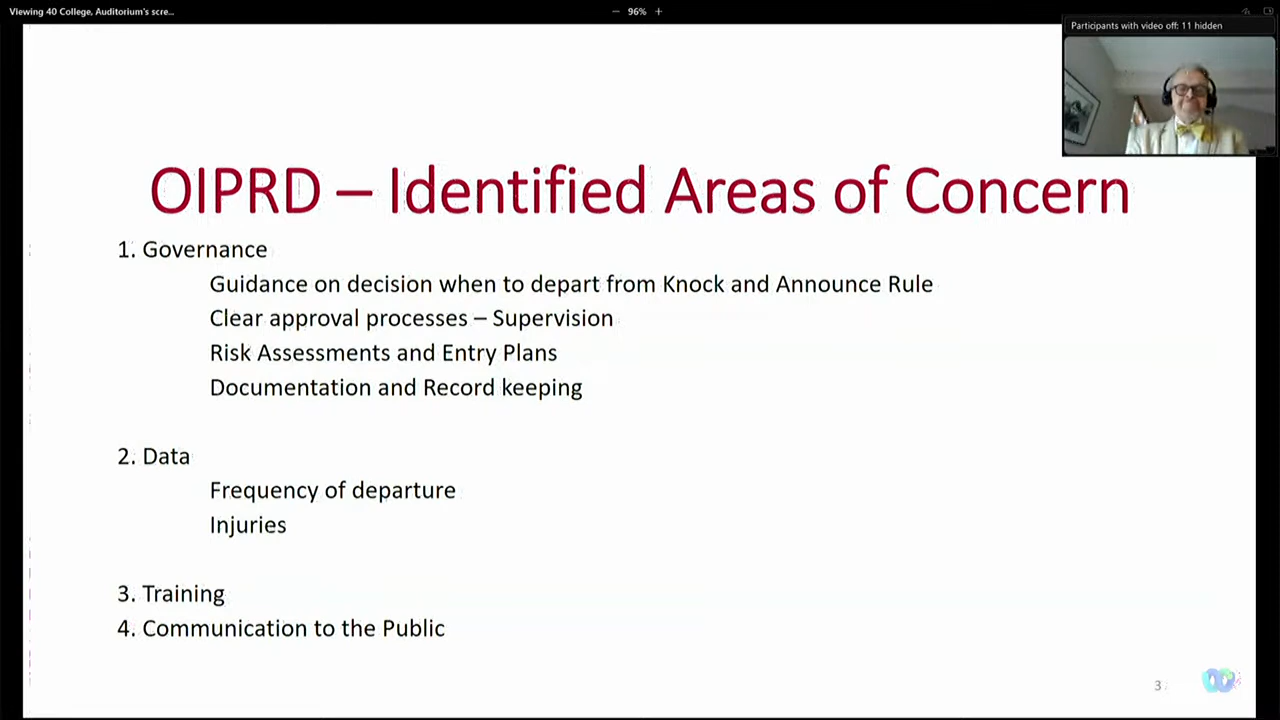 Viewing 40 College, Auditorium's scre...
96%
Participants with video off: 11 hidden
OIPRD – Identified Areas of Concern
1. Governance
Guidance on decision when to depart from Knock and Announce Rule
Clear approval processes – Supervision
Risk Assessments and Entry Plans
Documentation and Record keeping
2. Data
Frequency of departure
Injuries
3. Training
4. Communication to the Public
3